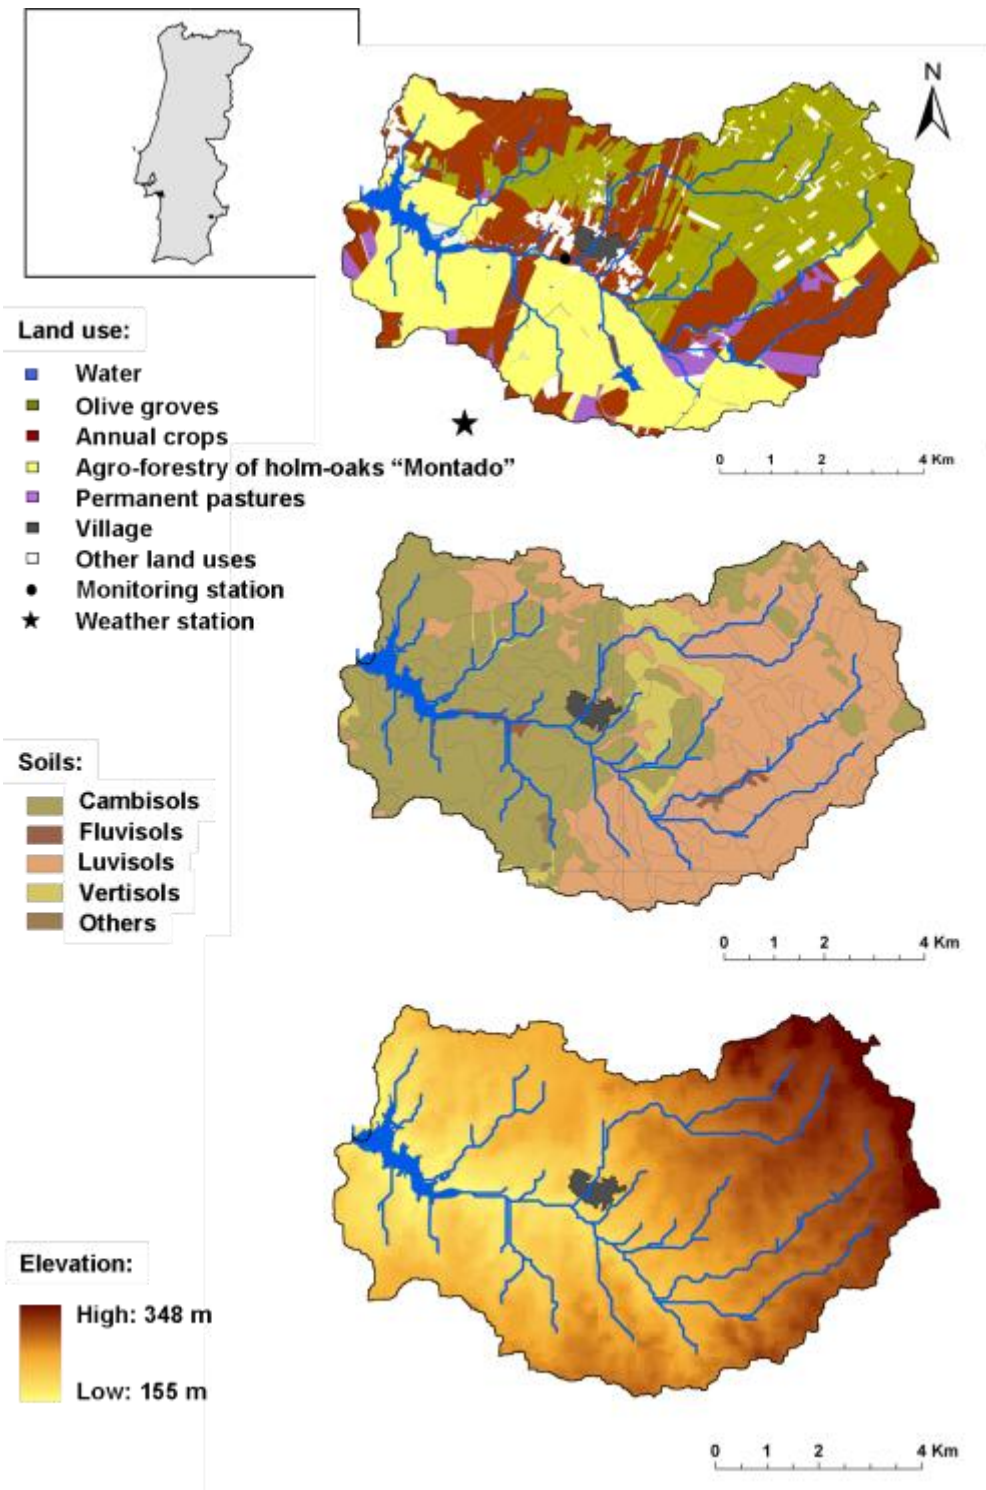 N
Land use:
Water
Olive groves
Annual crops
Agro-forestry of holm-oaks “Montado”
Permanent pastures
Village
Other land uses
Monitoring station
Weather station
0 1 2 4 Km
Soils:
Cambisols
Fluvisols
Luvisols
Vertisols
Others
0 1 2 4 Km
Elevation:
High: 348 m
Low: 155 m
0 1 2 4 Km